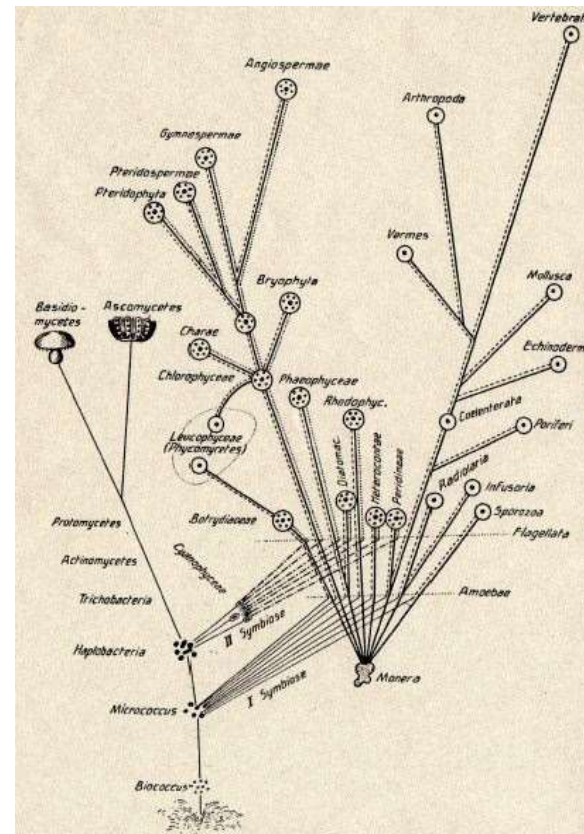 Vertebrat
Angiospermae
Arthropoda
Gymnospermae
Pteridospermae
Pteridophyta
Vermes
Mollusca
Bryophyta
Basidio-
mycetes
Ascomycetes
Echinoderm
Charae
Chlorophyceae
Phaeophyceae
Rhodophyc.
Coelenterata
Poriferi
Leucophyceae
(Phycomycetes)
Diatomac.
Heterocontae
Peridineae
Radiolaria
Infusoria
Sporozoa
Botrydiaceae
Flagellata
Protomycetes
Cyanophyceae
Actinomycetes
Amoebae
Trichobacteria
II Symbiose
Haplobacteria
I Symbiose
Monera
Micrococcus
Biococcus